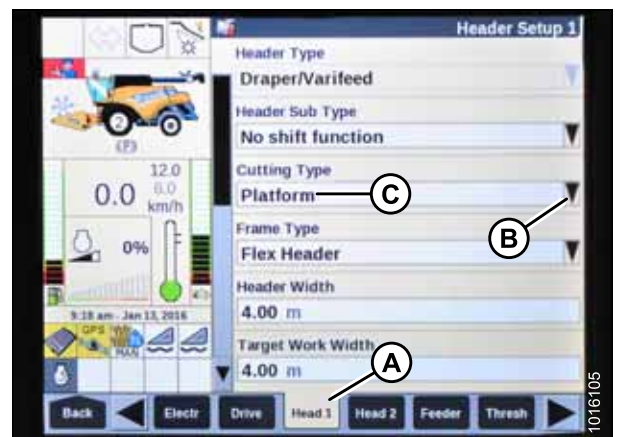 Header Setup 1
Header Type
Draper/Varifeed
Header Sub Type
No shift function
Cutting Type
Platform
C
B
Frame Type
Flex Header
Header Width
4.00 m
Target Work Width
4.00 m
A
2
(P)
0.0
12.0
6.0
km/h
0%
9:18 am - Jan 13, 2016
GPS
MAN
Back
Electr
Drive
Head 1
Head 2
Feeder
Thresh
1016105